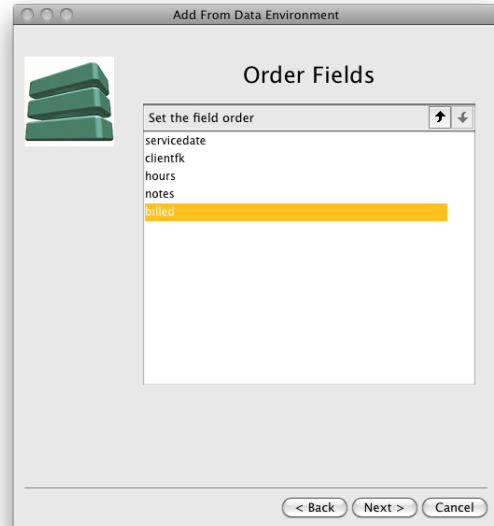 Add From Data Environment
Order Fields
Set the field order
servicedate
clientfk
hours
notes
billed
< Back Next > Cancel